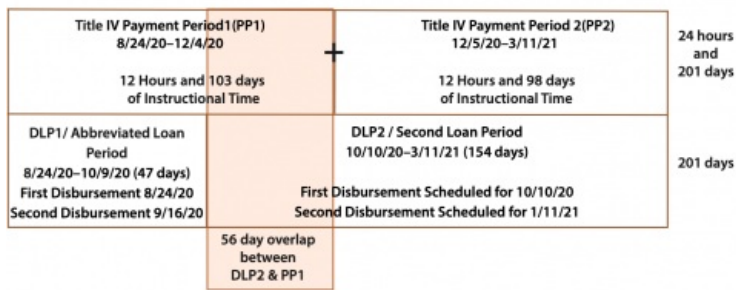 Title IV Payment Period1(PP1)
8/24/20–12/4/20
12 Hours and 103 days
of Instructional Time
+
Title IV Payment Period 2(PP2)
12/5/20–3/11/21
12 Hours and 98 days
of Instructional Time
24 hours
and
201 days
DLP1/ Abbreviated Loan
Period
8/24/20–10/9/20 (47 days)
First Disbursement 8/24/20
Second Disbursement 9/16/20
DLP2 / Second Loan Period
10/10/20–3/11/21 (154 days)
First Disbursement Scheduled for 10/10/20
Second Disbursement Scheduled for 1/11/21
201 days
56 day overlap
between
DLP2 & PP1